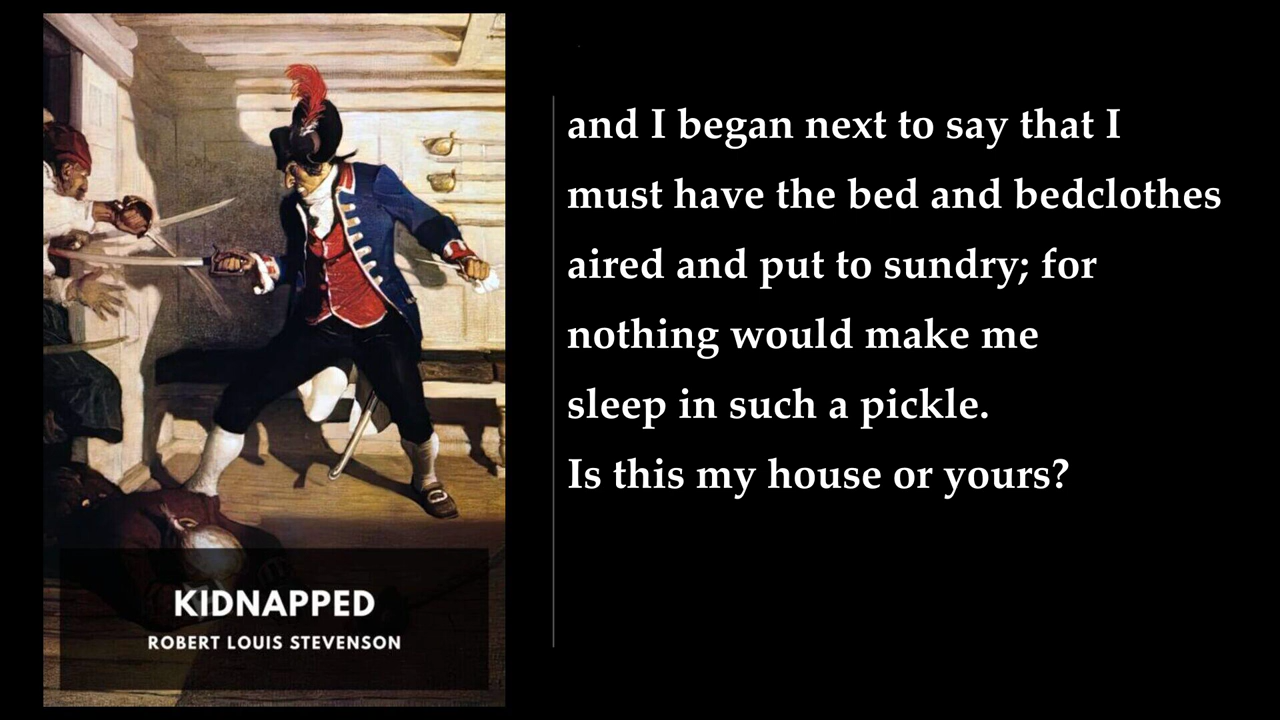 and I began next to say that I
must have the bed and bedclothes
aired and put to sundry; for
nothing would make me
sleep in such a pickle.
Is this my house or yours?
KIDNAPPED
ROBERT LOUIS STEVENSON